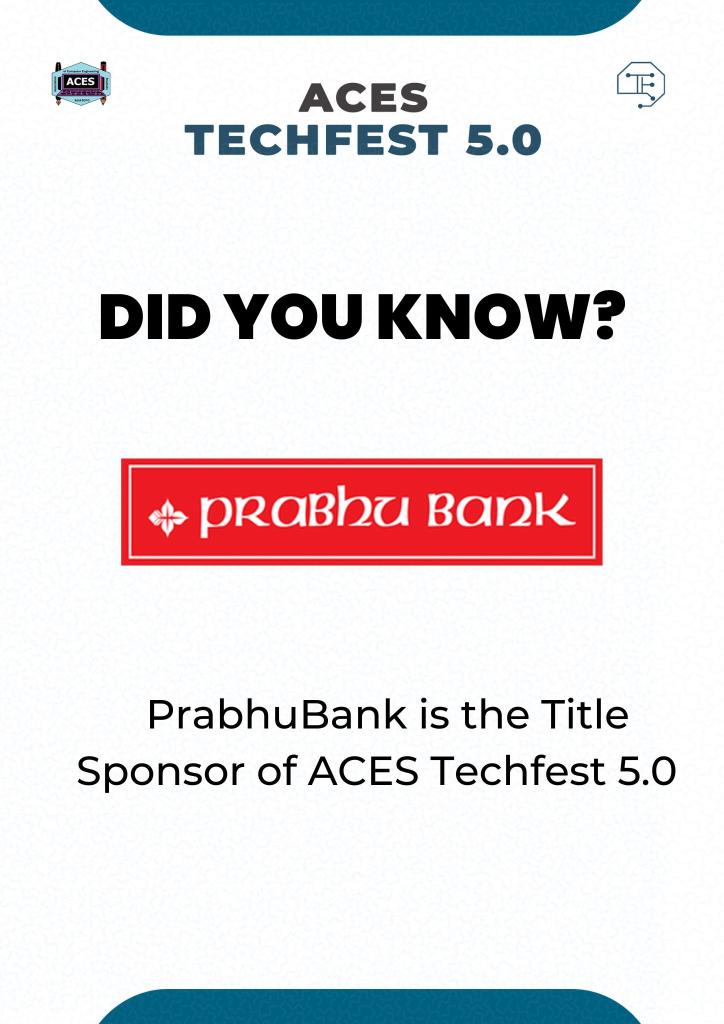 ACES
ACES
TECHFEST 5.0
DID YOU KNOW?
PRABHU BANK
PrabhuBank is the Title
Sponsor of ACES Techfest 5.0